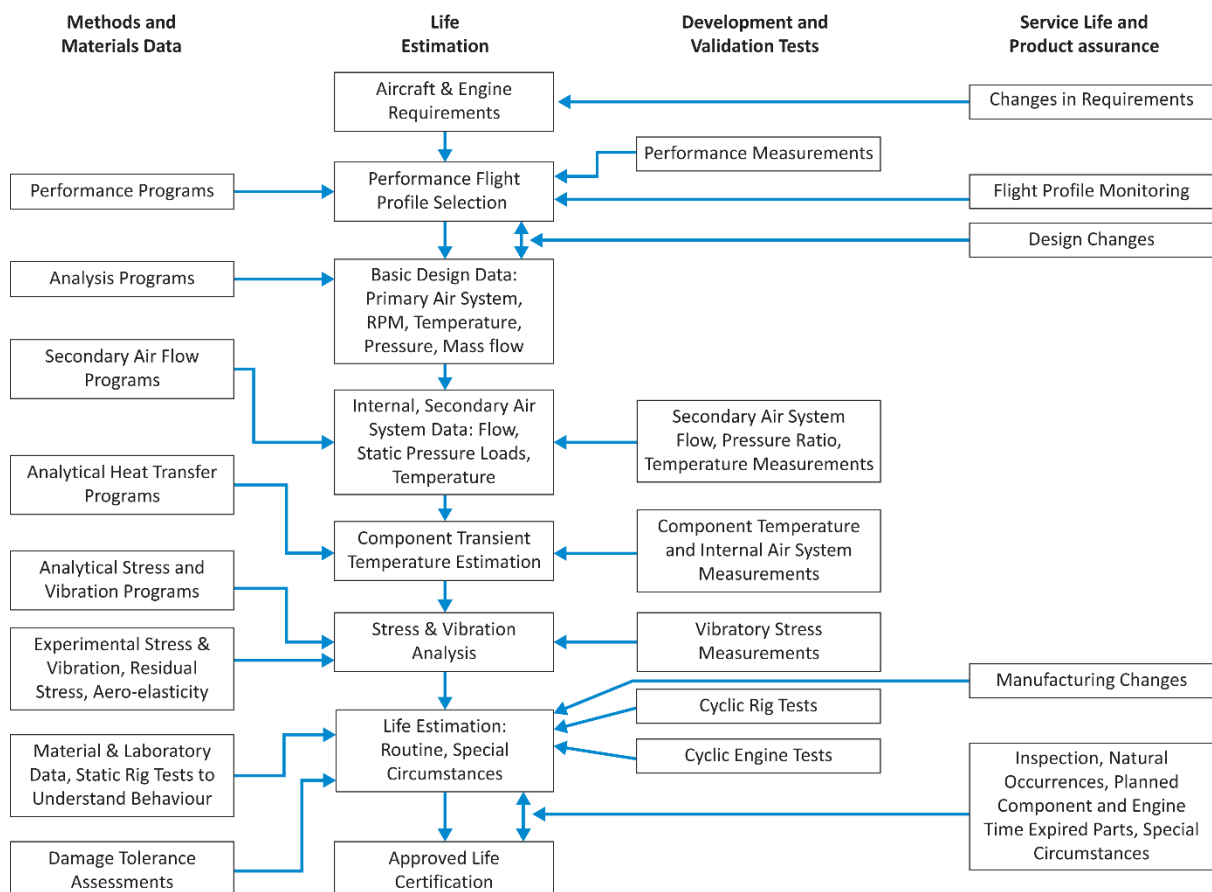 Methods and
Materials Data
Life
Estimation
Development and
Validation Tests
Service Life and
Product assurance
Aircraft & Engine
Requirements
Changes in Requirements
Performance Measurements
Performance Programs
Performance Flight
Profile Selection
Flight Profile Monitoring
Design Changes
Analysis Programs
Basic Design Data:
Primary Air System,
RPM, Temperature,
Pressure, Mass flow
Secondary Air Flow
Programs
Internal, Secondary Air
System Data: Flow,
Static Pressure Loads,
Temperature
Secondary Air System
Flow, Pressure Ratio,
Temperature Measurements
Analytical Heat Transfer
Programs
Component Transient
Temperature Estimation
Component Temperature
and Internal Air System
Measurements
Analytical Stress and
Vibration Programs
Stress & Vibration
Analysis
Vibratory Stress
Measurements
Experimental Stress &
Vibration, Residual
Stress, Aero-elasticity
Manufacturing Changes
Cyclic Rig Tests
Life Estimation:
Routine, Special
Circumstances
Cyclic Engine Tests
Material & Laboratory
Data, Static Rig Tests to
Understand Behaviour
Inspection, Natural
Occurrences, Planned
Component and Engine
Time Expired Parts, Special
Circumstances
Damage Tolerance
Assessments
Approved Life
Certification